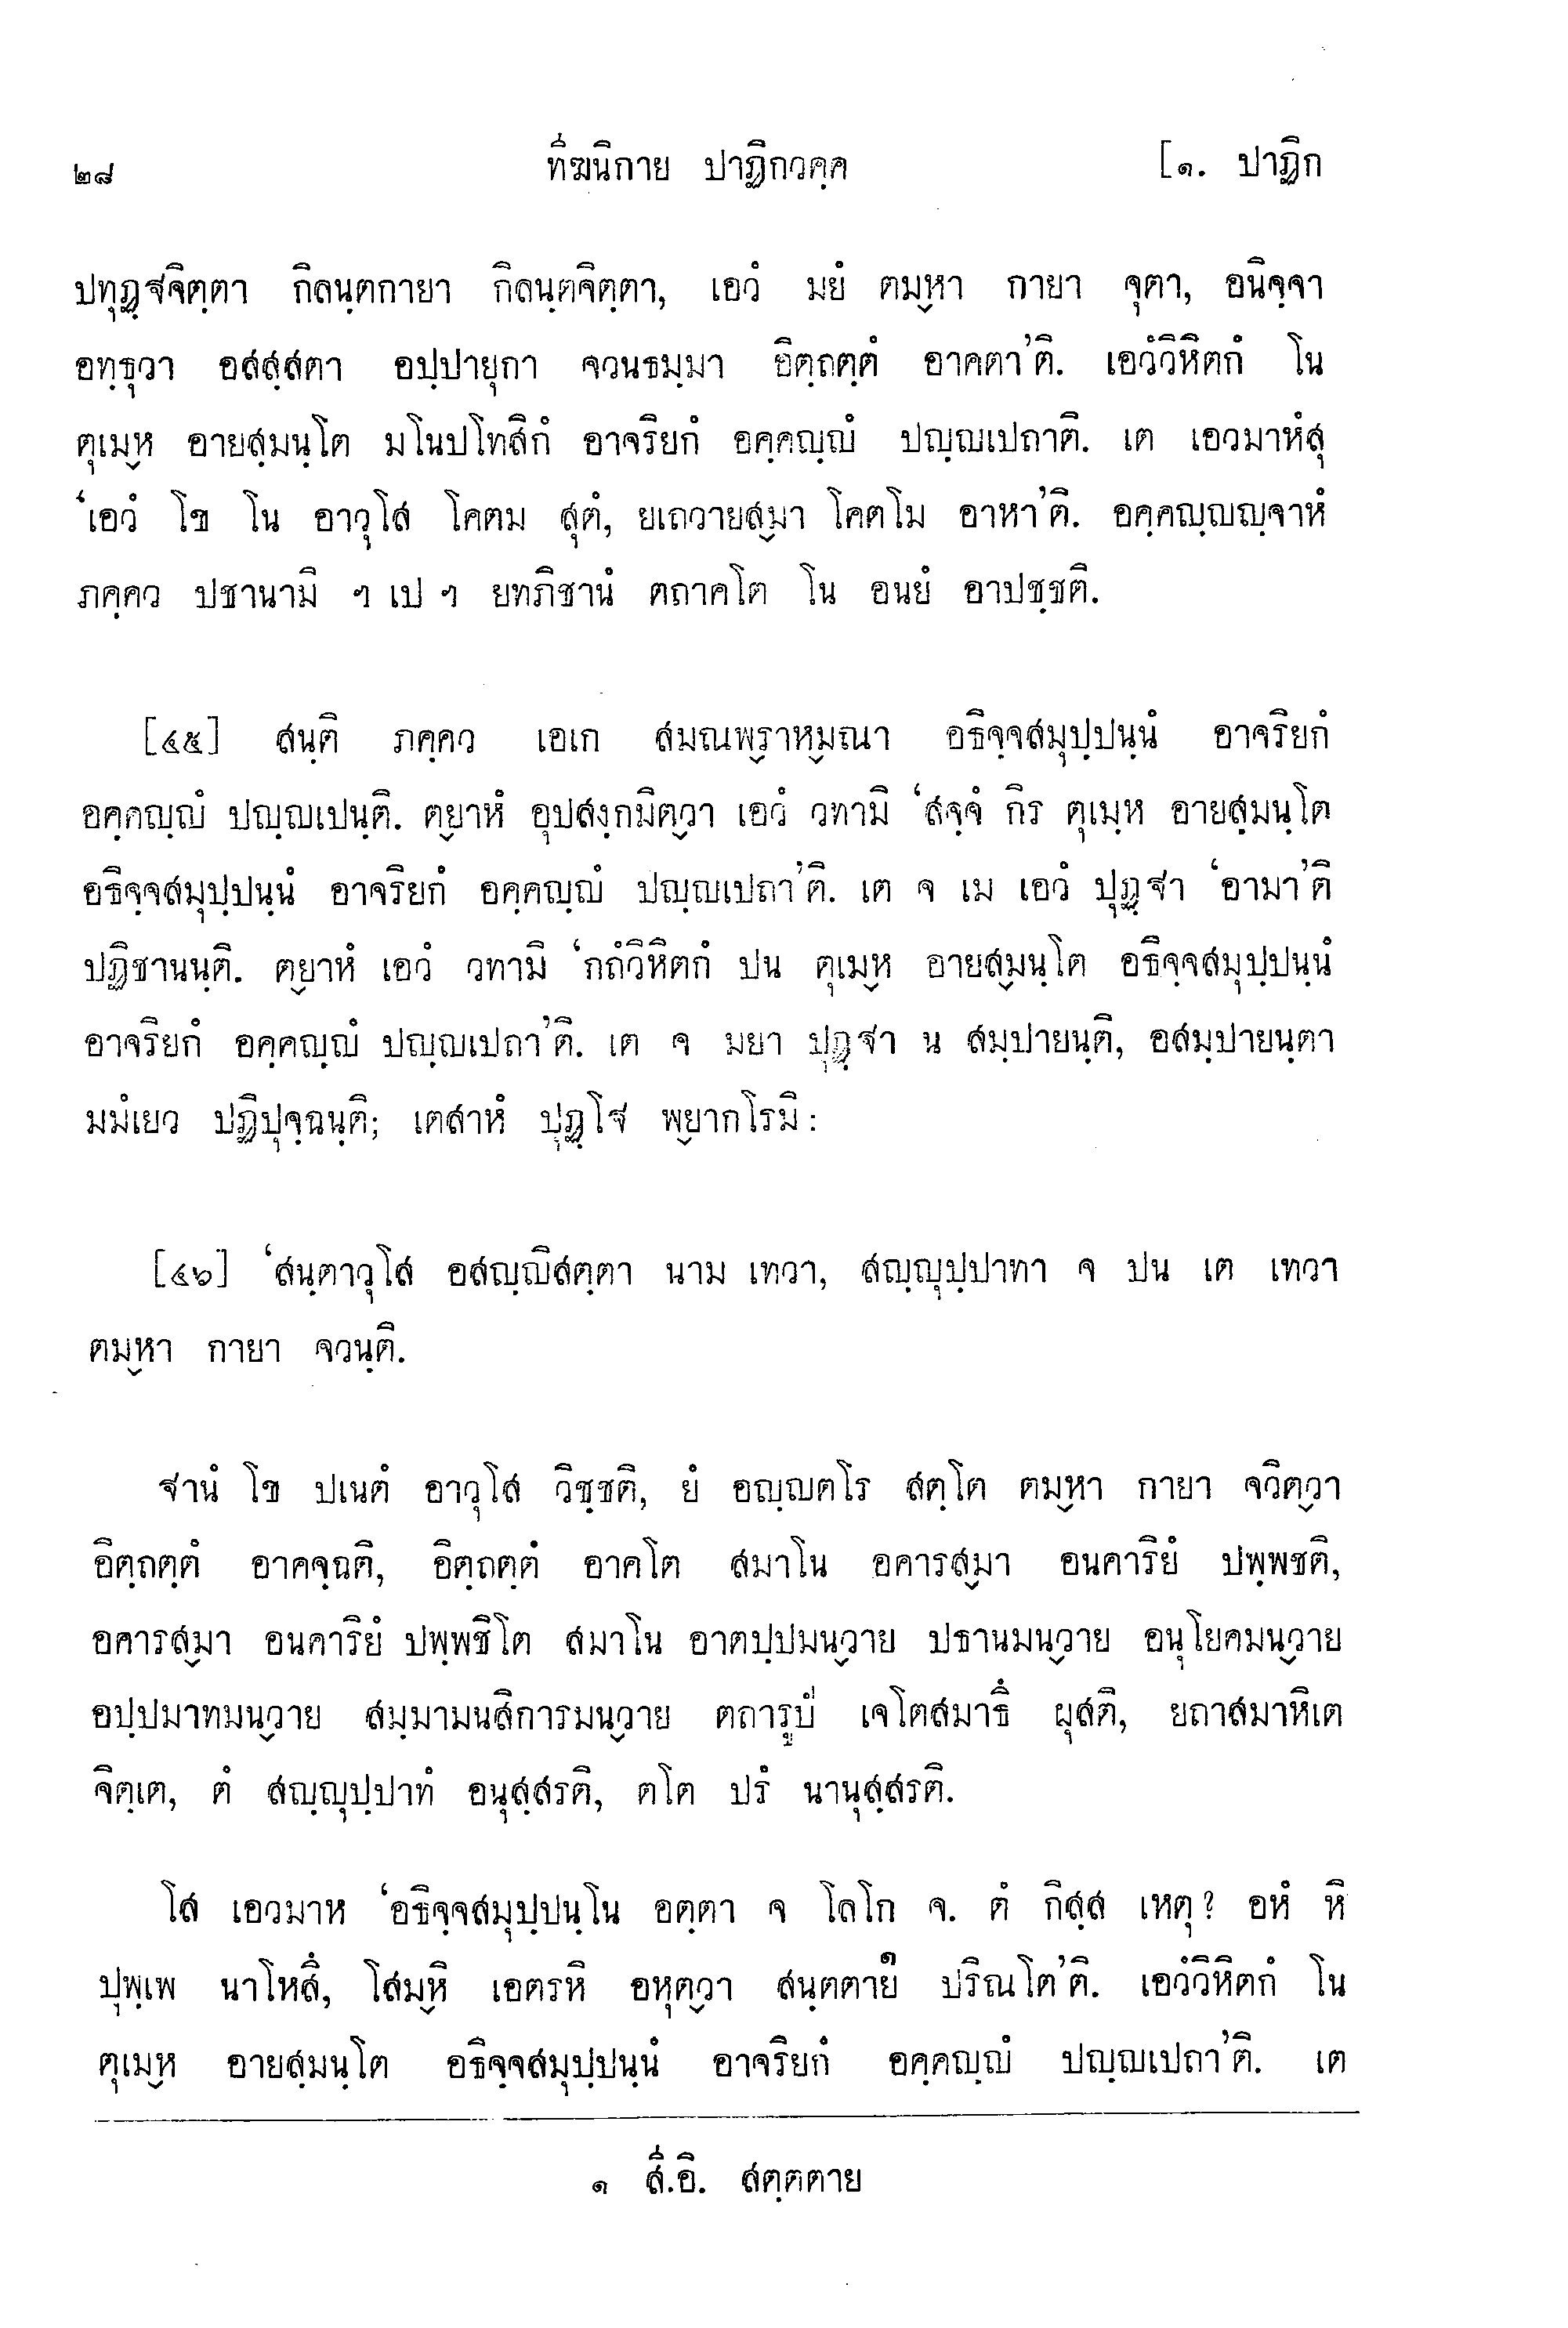 ๒๘ ทีฆนิกาย ปาฏิกวคฺค [๑. ปาฏิก
ปทุฏฺฐจิตฺตา กิลนฺตกายา กิลนฺตจิตฺตา, เอวํ มยํ ตมฺหา กายา จุตา, อนิจฺจา
อทฺธุวา อสสฺสตา อปฺปายุกา จวนธมฺมา อิตฺถตฺตํ อาคตา’ติ. เอวํวิหิตกํ โน
ตุเมฺห อายสฺมนฺโต มโนปโทสิกํ อาจริยกํ อคฺคญฺญํ ปญฺญเปถาติ. เต เอวมาหํสุ
‘เอวํ โข โน อาวุโส โคตม สุตํ, ยเถวายสฺมา โคตโม อาหา’ติ. อคฺคญฺญญฺจาหํ
ภคฺคว ปชานามิ ฯ เป ฯ ยทภิชานํ ตถาคโต โน อนยํ อาปชฺชติ.
[๔๕] สนฺติ ภคฺคว เอเก สมณพฺราหฺมณา อธิจฺจสมุปฺปนฺนํ อาจริยกํ
อคฺคญฺญํ ปญฺญเปนฺติ. ตฺยาหํ อุปสงฺกมิตฺวา เอวํ วทามิ ‘สจฺจํ กิร ตุเมฺห อายสฺมนฺโต
อธิจฺจสมุปฺปนฺนํ อาจริยกํ อคฺคญฺญํ ปญฺญเปถา’ติ. เต จ เม เอวํ ปุฏฺฐา ‘อามา’ติ
ปฏิชานนฺติ. ตฺยาหํ เอวํ วทามิ ‘กถํวิหิตกํ ปน ตุเมฺห อายสฺมนฺโต อธิจฺจสมุปฺปนฺนํ
อาจริยกํ อคฺคญฺญํ ปญฺญเปถา’ติ. เต จ มยา ปุฏฺฐา น สมฺปายนฺติ, อสมฺปายนฺตา
มมํเยว ปฏิปุจฺฉนฺติ; เตสาหํ ปุฏฺโฐ พฺยากโรมิ :
[๔๖] ‘สนฺตาวุโส อสญฺญิสตฺตา นาม เทวา, สญฺญุปฺปาทา จ ปน เต เทวา
ตมฺหา กายา จวนฺติ.
ฐานํ โข ปเนตํ อาวุโส วิชฺชติ, ยํ อญฺญตโร สตฺโต ตมฺหา กายา จวิตฺวา
อิตฺถตฺตํ อาคจฺฉติ, อิตฺถตฺตํ อาคโต สมาโน อคารสฺมา อนคาริยํ ปพฺพชติ,
อคารสฺมา อนคาริยํ ปพฺพชิโต สมาโน อาตปฺปมนฺวาย ปธานมนฺวาย อนุโยคมนฺวาย
อปฺปมาทมนฺวาย สมฺมามนสิการมนฺวาย ตถารูปํ เจโตสมาธึ ผุสติ, ยถาสมาหิเต
จิตฺเต, ตํ สญฺญุปฺปาทํ อนุสฺสรติ, ตโต ปรํ นานุสฺสรติ.
โส เอวมาห ‘อธิจฺจสมุปฺปนฺโน อตฺตา จ โลโก จ. ตํ กิสฺส เหตุ? อหํ หิ
ปุพฺเพ นาโหสึ, โสมฺหิ เอตรหิ อหุตฺวา สนฺตตาย๑ ปริณโต’ติ. เอวํวิหิตกํ โน
ตุเมฺห อายสฺมนฺโต อธิจฺจสมุปฺปนฺนํ อาจริยกํ อคฺคญฺญํ ปญฺญเปถา’ติ. เต
๑ สี.อิ. สตฺตตาย